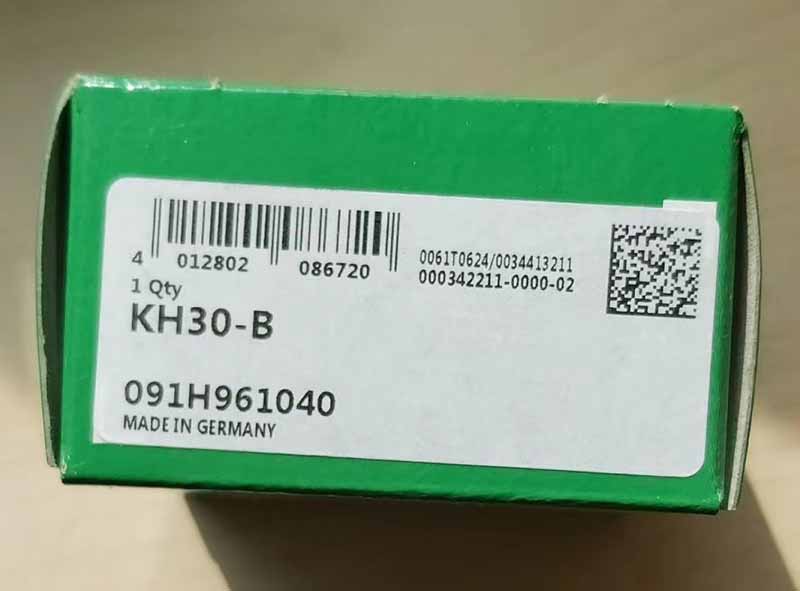 4 012802 086720
0061T0624/0034413211
000342211-0000-02
1 Qty
KH30-B
091H961040
MADE IN GERMANY